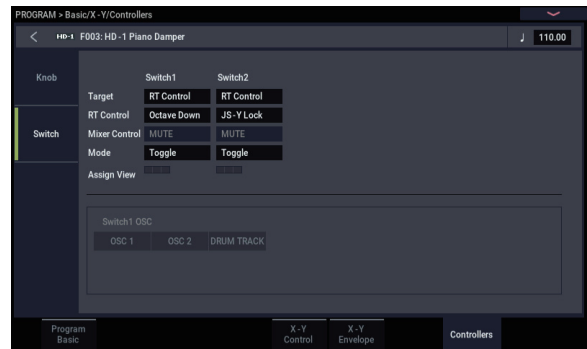 PROGRAM > Basic/X-Y/Controllers
HD-1 F003: HD-1 Piano Damper ♩ 110.00
Knob
Switch1 Switch2
Target RT Control RT Control
RT Control Octave Down JS-Y Lock
Switch
Mixer Control MUTE MUTE
Mode Toggle Toggle
Assign View
Switch1 OSC
OSC 1 OSC 2 DRUM TRACK
Program Basic
X-Y Control
X-Y Envelope
Controllers